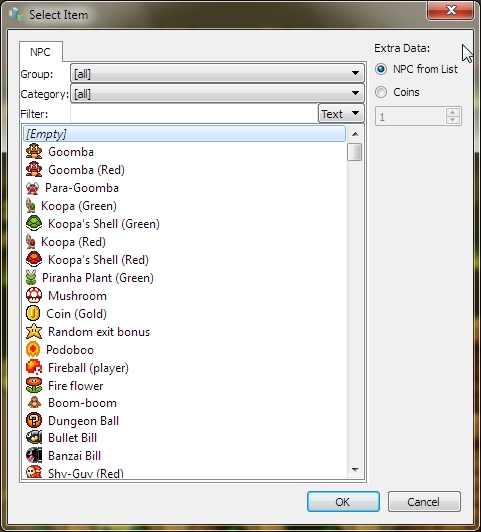 Select Item
NPC
Extra Data:
Group: [all]
NPC from List
Category: [all]
Coins
Filter: Text
1
[Empty]
Goomba
Goomba (Red)
Para-Goomba
Koopa (Green)
Koopa's Shell (Green)
Koopa (Red)
Koopa's Shell (Red)
Piranha Plant (Green)
Mushroom
Coin (Gold)
Random exit bonus
Podoboo
Fireball (player)
Fire flower
Boom-boom
Dungeon Ball
Bullet Bill
Banzai Bill
Shy-Guy (Red)
OK Cancel